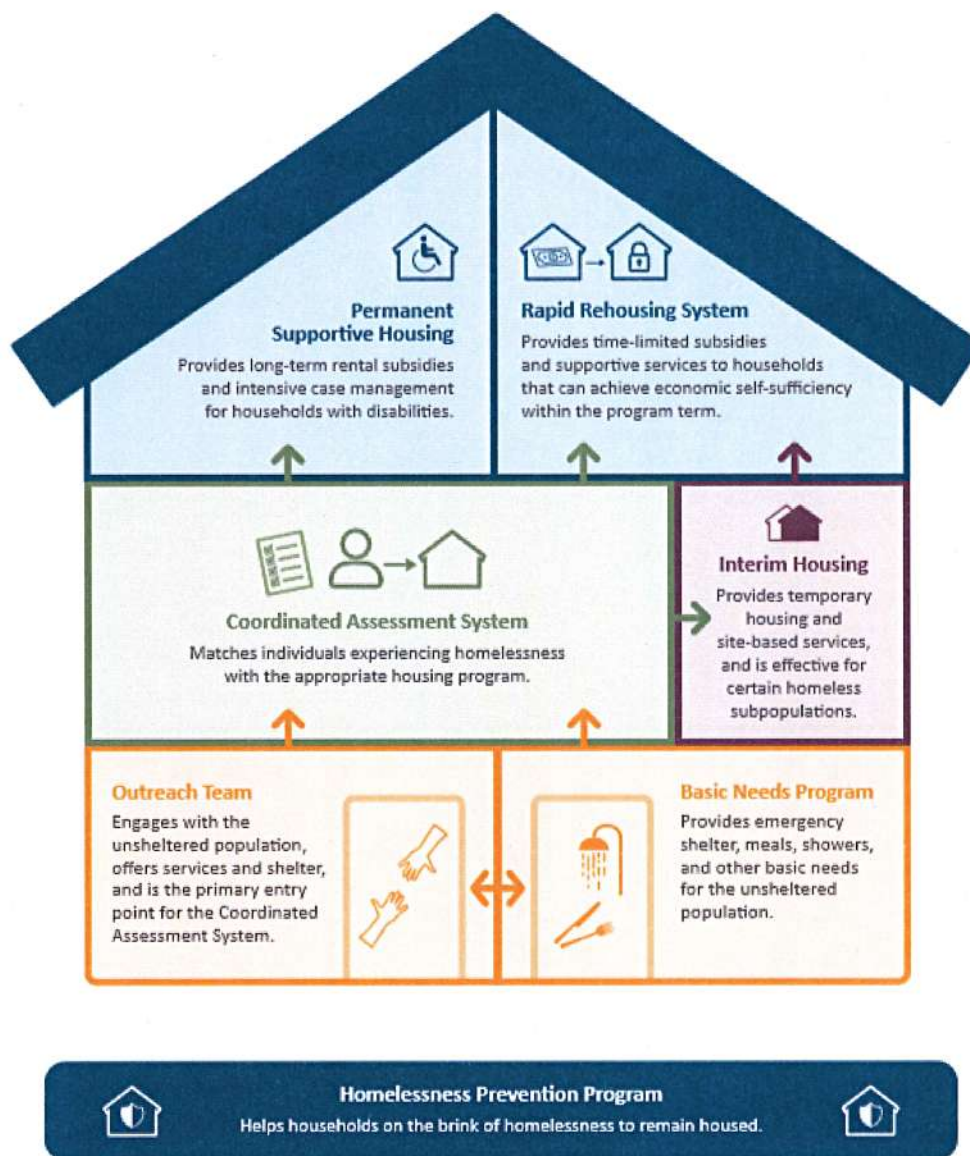 Permanent
Supportive Housing
Provides long-term rental subsidies
and intensive case management
for households with disabilities.
Rapid Rehousing System
Provides time-limited subsidies
and supportive services to households
that can achieve economic self-sufficiency
within the program term.
Coordinated Assessment System
Matches individuals experiencing homelessness
with the appropriate housing program.
Interim Housing
Provides temporary
housing and
site-based services,
and is effective for
certain homeless
subpopulations.
Outreach Team
Engages with the
unsheltered population,
offers services and shelter,
and is the primary entry
point for the Coordinated
Assessment System.
Basic Needs Program
Provides emergency
shelter, meals, showers,
and other basic needs
for the unsheltered
population.
Homelessness Prevention Program
Helps households on the brink of homelessness to remain housed.